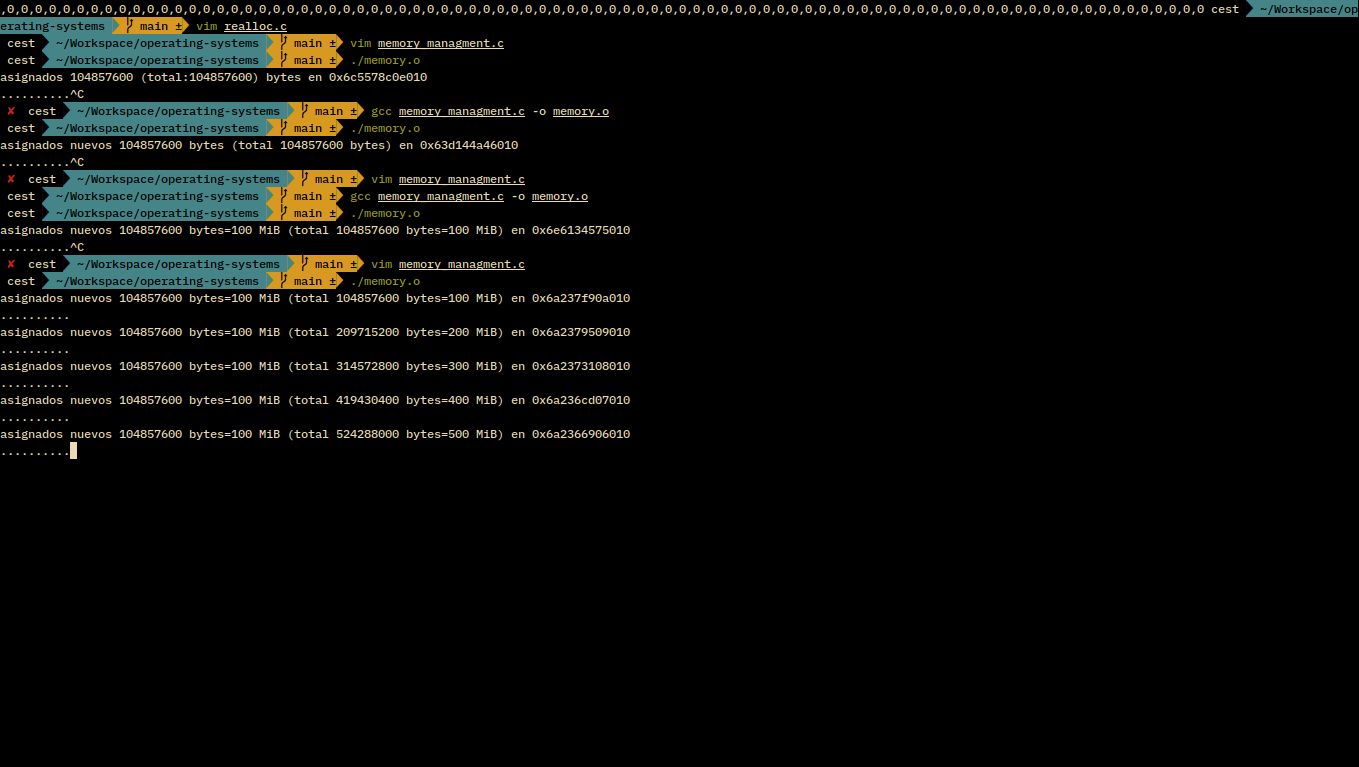 ,0,0,0,0,0,0,0,0,0,0,0,0,0,0,0,0,0,0,0,0,0,0,0,0,0,0,0,0,0,0,0,0,0,0,0,0,0,0,0,0,0,0,0,0,0,0,0,0,0,0,0,0,0,0,0,0,0,0,0,0,0,0,0,0,0,0,0,0,0,0,0,0,0,0,0,0,0,0,0,0,0,0,0,0,0,0 cest ~/Workspace/op
erating-systems main ± vim realloc.c
cest ~/Workspace/operating-systems main ± vim memory_managment.c
cest ~/Workspace/operating-systems main ± ./memory.o
asignados 104857600 (total:104857600) bytes en 0x6c5578c0e010
..........^C
✘ cest ~/Workspace/operating-systems main ± gcc memory_managment.c -o memory.o
cest ~/Workspace/operating-systems main ± ./memory.o
asignados nuevos 104857600 bytes (total 104857600 bytes) en 0x63d144a46010
..........^C
✘ cest ~/Workspace/operating-systems main ± vim memory_managment.c
cest ~/Workspace/operating-systems main ± gcc memory_managment.c -o memory.o
cest ~/Workspace/operating-systems main ± ./memory.o
asignados nuevos 104857600 bytes=100 MiB (total 104857600 bytes=100 MiB) en 0x6e6134575010
..........^C
✘ cest ~/Workspace/operating-systems main ± vim memory_managment.c
cest ~/Workspace/operating-systems main ± ./memory.o
asignados nuevos 104857600 bytes=100 MiB (total 104857600 bytes=100 MiB) en 0x6a237f90a010
..........
asignados nuevos 104857600 bytes=100 MiB (total 209715200 bytes=200 MiB) en 0x6a2379509010
..........
asignados nuevos 104857600 bytes=100 MiB (total 314572800 bytes=300 MiB) en 0x6a2373108010
..........
asignados nuevos 104857600 bytes=100 MiB (total 419430400 bytes=400 MiB) en 0x6a236cd07010
..........
asignados nuevos 104857600 bytes=100 MiB (total 524288000 bytes=500 MiB) en 0x6a2366906010
..........